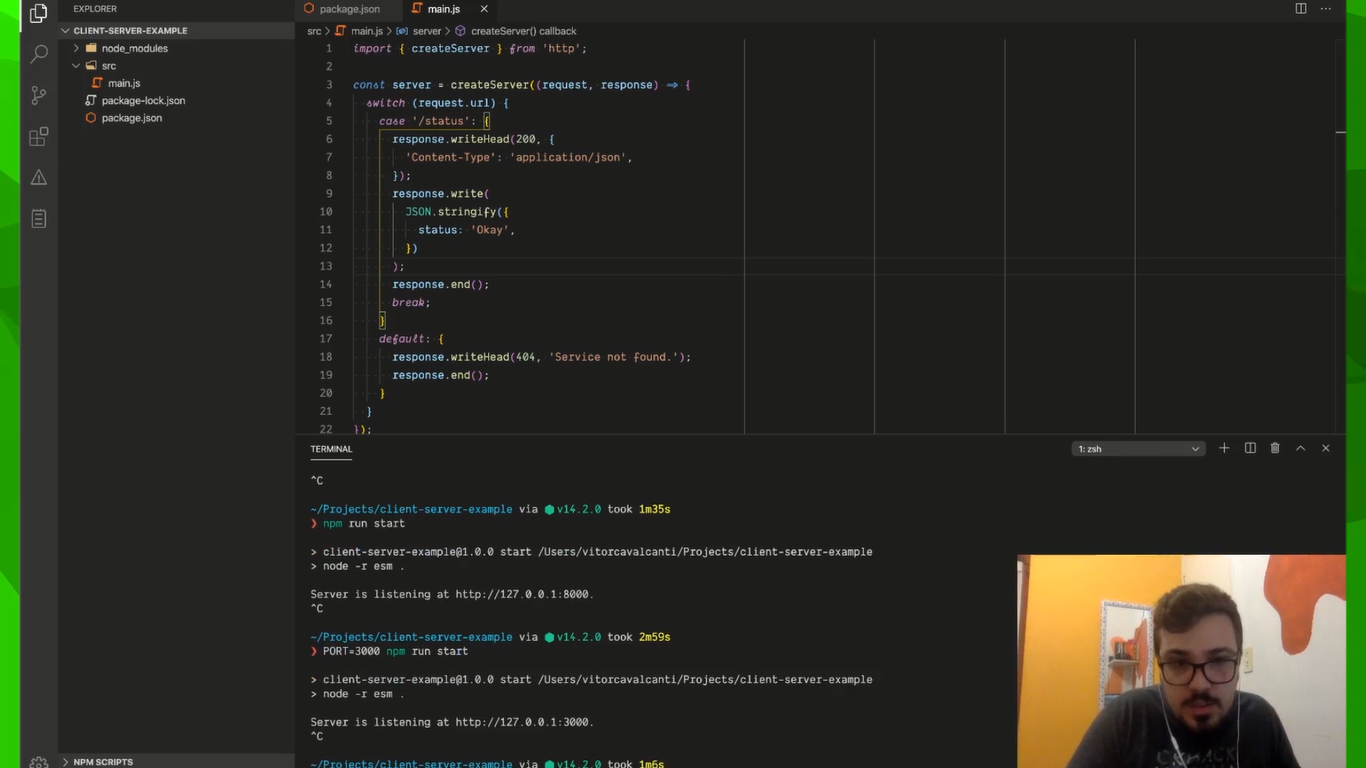 EXPLORER
package.json
main.js
CLIENT-SERVER-EXAMPLE
node_modules
src
main.js
package-lock.json
package.json
NPM SCRIPTS
src > main.js > server > createServer() callback
1 import { createServer } from 'http';
2
3 const server = createServer((request, response) => {
4 switch (request.url) {
5 case '/status': {
6 response.writeHead(200, {
7 'Content-Type': 'application/json',
8 });
9 response.write(
10 JSON.stringify({
11 status: 'Okay',
12 })
13 );
14 response.end();
15 break;
16 }
17 default: {
18 response.writeHead(404, 'Service not found.');
19 response.end();
20 }
21 }
22 });
TERMINAL
1: zsh
^C
~/Projects/client-server-example via ⬢v14.2.0 took 1m35s
❯ npm run start
> client-server-example@1.0.0 start /Users/vitorcavalcanti/Projects/client-server-example
> node -r esm .
Server is listening at http://127.0.0.1:8000.
^C
~/Projects/client-server-example via ⬢v14.2.0 took 2m59s
❯ PORT=3000 npm run start
> client-server-example@1.0.0 start /Users/vitorcavalcanti/Projects/client-server-example
> node -r esm .
Server is listening at http://127.0.0.1:3000.
^C
~/Projects/client-server-example via ⬢v14.2.0 took 1m6s